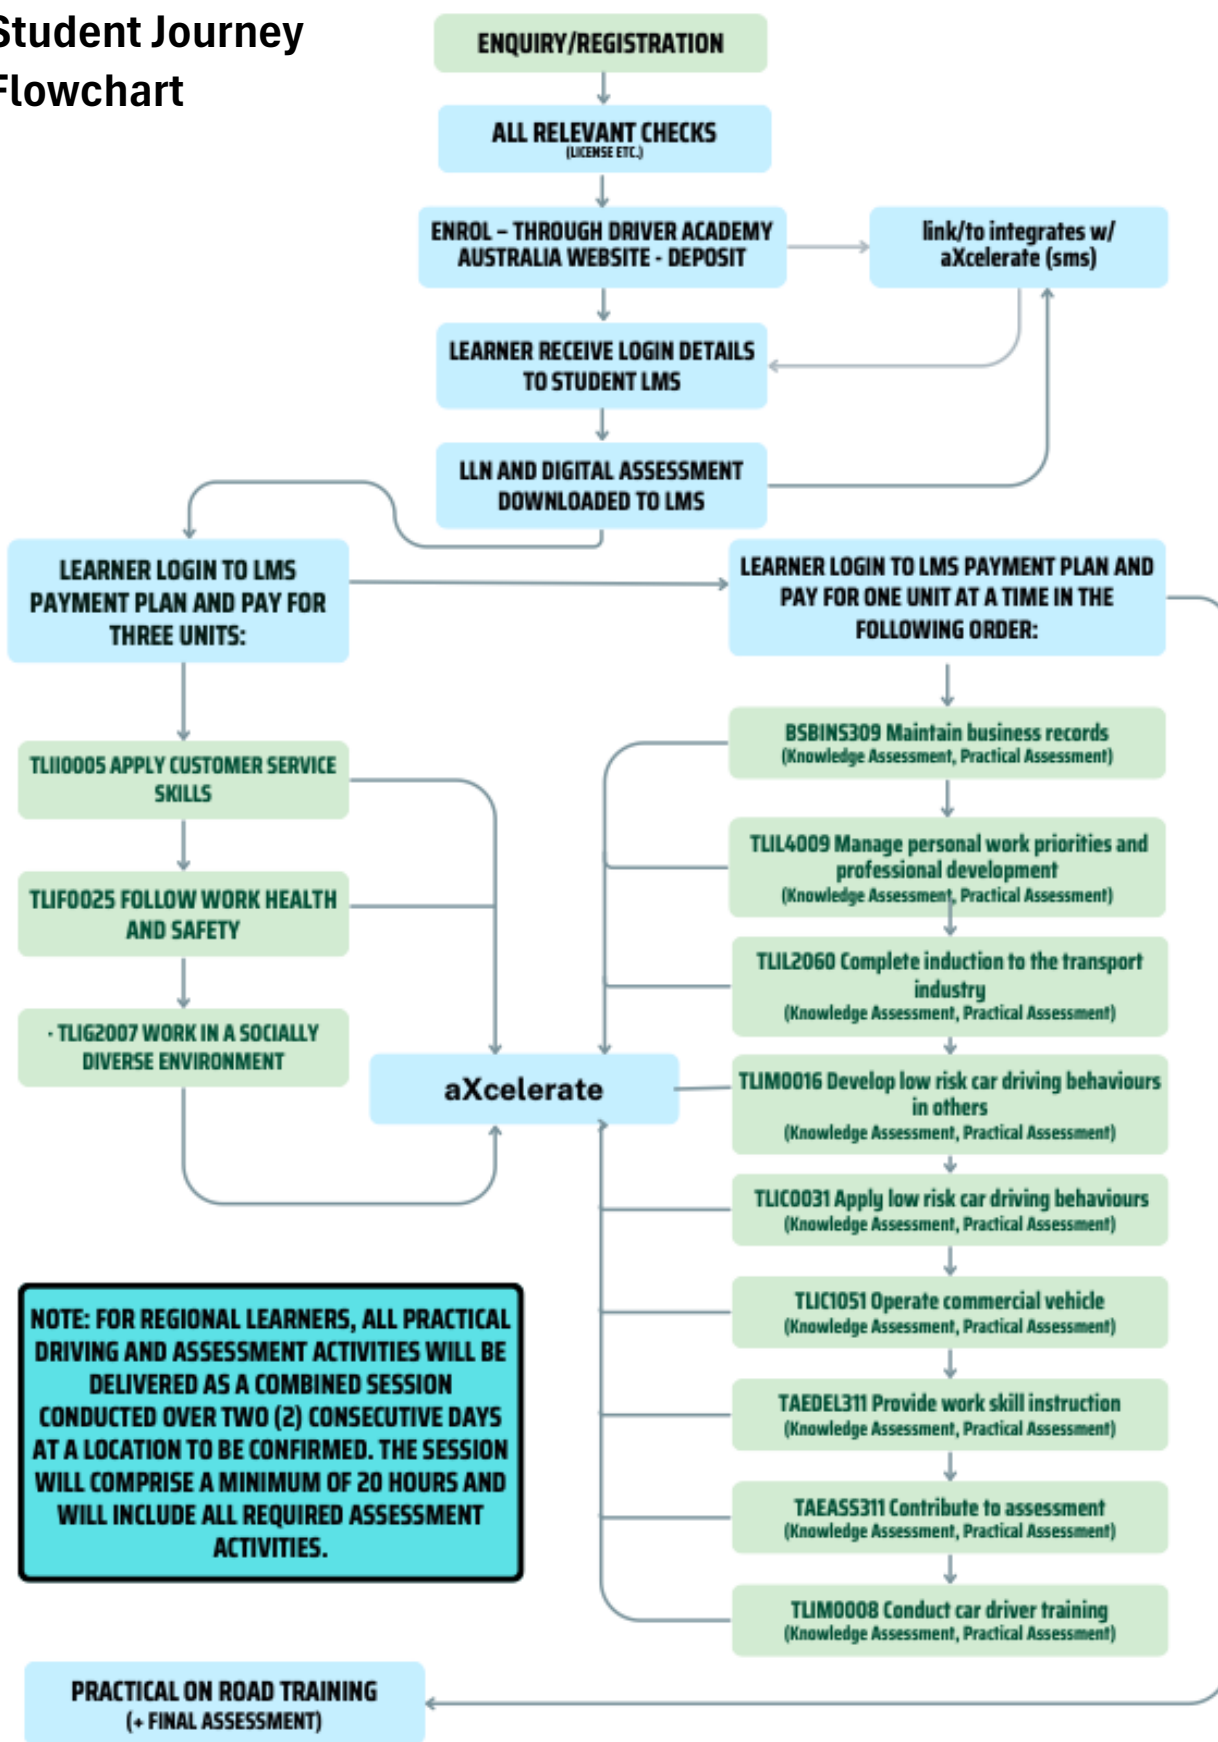 Student Journey
Flowchart
ENQUIRY/REGISTRATION
ALL RELEVANT CHECKS
(LICENSE ETC.)
ENROL – THROUGH DRIVER ACADEMY
AUSTRALIA WEBSITE - DEPOSIT
link/to integrates w/
aXcelerate (sms)
LEARNER RECEIVE LOGIN DETAILS
TO STUDENT LMS
LLN AND DIGITAL ASSESSMENT
DOWNLOADED TO LMS
LEARNER LOGIN TO LMS
PAYMENT PLAN AND PAY FOR
THREE UNITS:
LEARNER LOGIN TO LMS PAYMENT PLAN AND
PAY FOR ONE UNIT AT A TIME IN THE
FOLLOWING ORDER:
TLII0005 APPLY CUSTOMER SERVICE
SKILLS
TLIF0025 FOLLOW WORK HEALTH
AND SAFETY
- TLIG2007 WORK IN A SOCIALLY
DIVERSE ENVIRONMENT
aXcelerate
BSBINS309 Maintain business records
(Knowledge Assessment, Practical Assessment)
TLIL4009 Manage personal work priorities and
professional development
(Knowledge Assessment, Practical Assessment)
TLIL2060 Complete induction to the transport
industry
(Knowledge Assessment, Practical Assessment)
TLIM0016 Develop low risk car driving behaviours
in others
(Knowledge Assessment, Practical Assessment)
TLIC0031 Apply low risk car driving behaviours
(Knowledge Assessment, Practical Assessment)
TLIC1051 Operate commercial vehicle
(Knowledge Assessment, Practical Assessment)
TAEDEL311 Provide work skill instruction
(Knowledge Assessment, Practical Assessment)
TAEASS311 Contribute to assessment
(Knowledge Assessment, Practical Assessment)
TLIM0008 Conduct car driver training
(Knowledge Assessment, Practical Assessment)
NOTE: FOR REGIONAL LEARNERS, ALL PRACTICAL
DRIVING AND ASSESSMENT ACTIVITIES WILL BE
DELIVERED AS A COMBINED SESSION
CONDUCTED OVER TWO (2) CONSECUTIVE DAYS
AT A LOCATION TO BE CONFIRMED. THE SESSION
WILL COMPRISE A MINIMUM OF 20 HOURS AND
WILL INCLUDE ALL REQUIRED ASSESSMENT
ACTIVITIES.
PRACTICAL ON ROAD TRAINING
(+ FINAL ASSESSMENT)